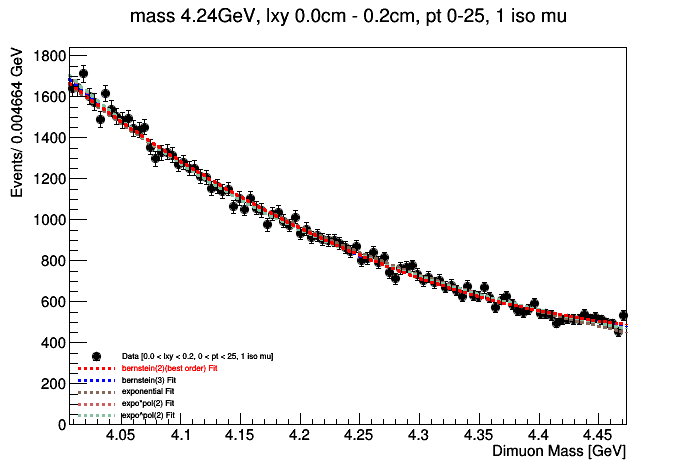 mass 4.24GeV, lxy 0.0cm - 0.2cm, pt 0-25, 1 iso mu
Events/ 0.004664 GeV
1800
1600
1400
1200
1000
800
600
400
200
0
Data [0.0 < lxy < 0.2, 0 < pt < 25, 1 iso mu]
bernstein(2)(best order) Fit
bernstein(3) Fit
exponential Fit
expo*pol(2) Fit
expo*pol(2) Fit
4.05 4.1 4.15 4.2 4.25 4.3 4.35 4.4 4.45
Dimuon Mass [GeV]